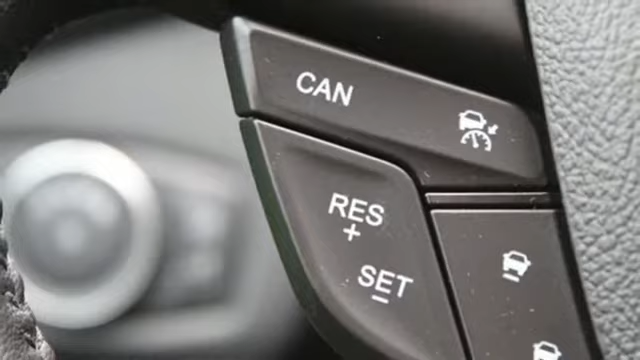 CAN
RES
+
SET
–